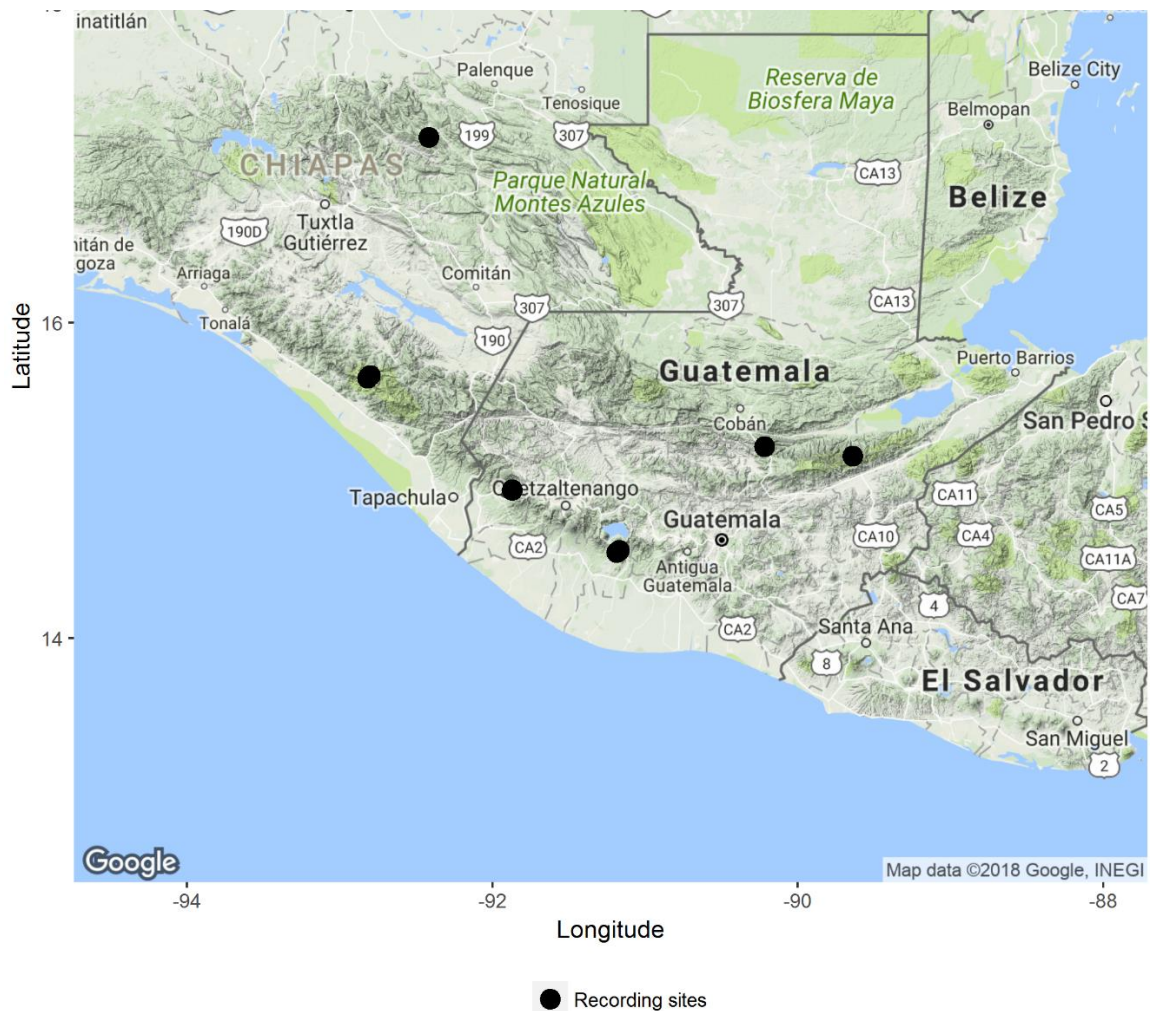 inatitlán
Palenque
Tenosique
Reserva de
Biosfera Maya
Belize City
Belmopan
199
307
CHIAPAS
CA13
Parque Natural
Montes Azules
Belize
190D
Tuxtla
Gutiérrez
nitán de
goza
Arriaga
Comitán
Tonalá
307
307
CA13
16
190
Puerto Barrios
Guatemala
Cobán
San Pedro S
Tapachula
etzaltenango
CA11
CA5
Guatemala
CA2
CA10
CA4
Antigua
Guatemala
CA11A
CA7
4
14
CA2
Santa Ana
8
El Salvador
San Miguel
2
Google
Map data ©2018 Google, INEGI
-94
-92
-90
-88
Latitude
Longitude
Recording sites